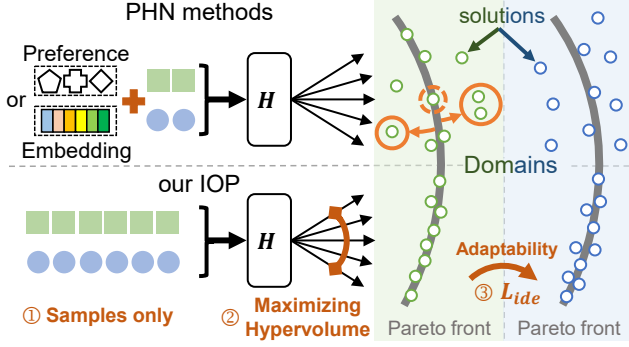 PHN methods
solutions
Preference
or
Embedding
H
Domains
our IOP
H
① Samples only
② Maximizing
Hypervolume
Adaptability
③ L_ide
Pareto front
Pareto front